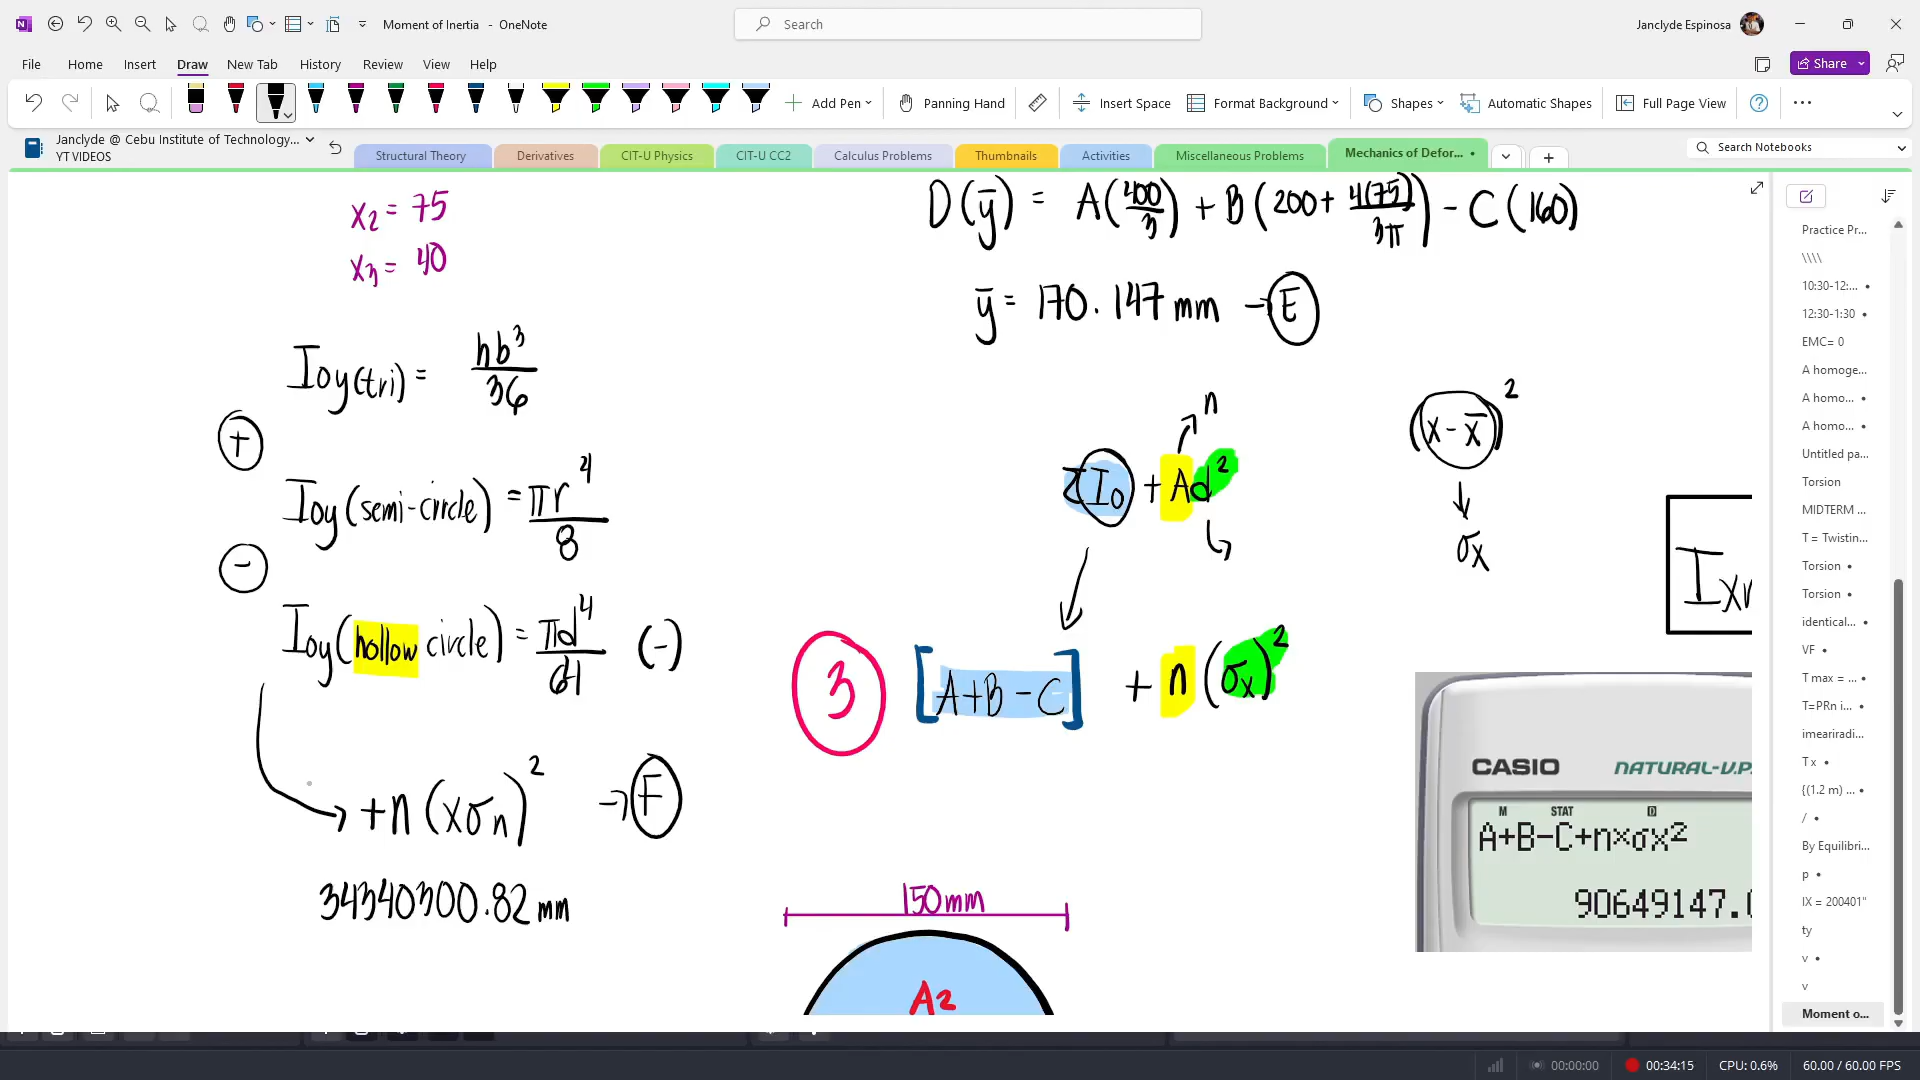 Moment of Inertia - OneNote
Search
Janclyde Espinosa
File Home Insert Draw New Tab History Review View Help
Share
Add Pen
Panning Hand
Insert Space
Format Background
Shapes
Automatic Shapes
Full Page View
Janclyde @ Cebu Institute of Technology...
YT VIDEOS
Structural Theory
Derivatives
CIT-U Physics
CIT-U CC2
Calculus Problems
Thumbnails
Activities
Miscellaneous Problems
Mechanics of Defor...
Search Notebooks
x2 = 75
x3 = 40
Ioy(tri) = hb³/36
(+)
Ioy(semi-circle) = πr⁴/8
(-)
Ioy(hollow circle) = πd⁴/64 (-)
+n(xσn)² → F
34340300.82 mm
D(ȳ) = A(400/3) + B(200 + 4(75)/3π) - C(160)
ȳ = 170.147 mm → E
n
ΣIo + Ad²
(x - x̄)²
σx
3 [A+B-C] + n(σx)²
150mm
A2
CASIO NATURAL-V.P.
M STAT D
A+B-C+n×σx²
90649147.0
Practice Pr...
\\\\
10:30-12:...
12:30-1:30
EMC= 0
A homoge...
A homo...
A homo...
Untitled pa...
Torsion
MIDTERM ...
T = Twistin...
Torsion
Torsion
identical...
VF
T max = ...
T=PRn i...
imeariradi...
T x
{(1.2 m) ...
/
By Equilibri...
p
IX = 200401"
ty
v
v
Moment o...
00:00:00
00:34:15
CPU: 0.6%
60.00 / 60.00 FPS